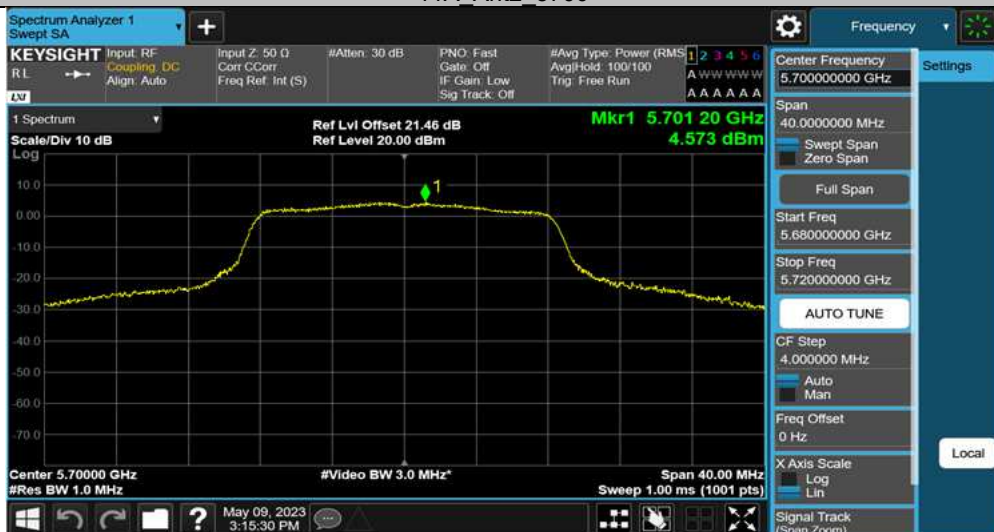 Spectrum Analyzer 1
Swept SA
+
Frequency
KEYSIGHT
RL
LXI
Input: RF
Coupling: DC
Align: Auto
Input Z: 50 Ω
Corr CCorr
Freq Ref: Int (S)
#Atten: 30 dB
PNO: Fast
Gate: Off
IF Gain: Low
Sig Track: Off
#Avg Type: Power (RMS
Avg|Hold: 100/100
Trig: Free Run
1 2 3 4 5 6
A W W W W W
A A A A A A
1 Spectrum
Scale/Div 10 dB
Log
Ref Lvl Offset 21.46 dB
Ref Level 20.00 dBm
Mkr1 5.701 20 GHz
4.573 dBm
1
10.0
0.00
-10.0
-20.0
-30.0
-40.0
-50.0
-60.0
-70.0
Center 5.70000 GHz
#Res BW 1.0 MHz
#Video BW 3.0 MHz*
Span 40.00 MHz
Sweep 1.00 ms (1001 pts)
?
May 09, 2023
3:15:30 PM
Center Frequency
5.700000000 GHz
Span
40.0000000 MHz
Swept Span
Zero Span
Full Span
Start Freq
5.680000000 GHz
Stop Freq
5.720000000 GHz
AUTO TUNE
CF Step
4.000000 MHz
Auto
Man
Freq Offset
0 Hz
X Axis Scale
Log
Lin
Signal Track
(Span Zoom)
Settings
Local